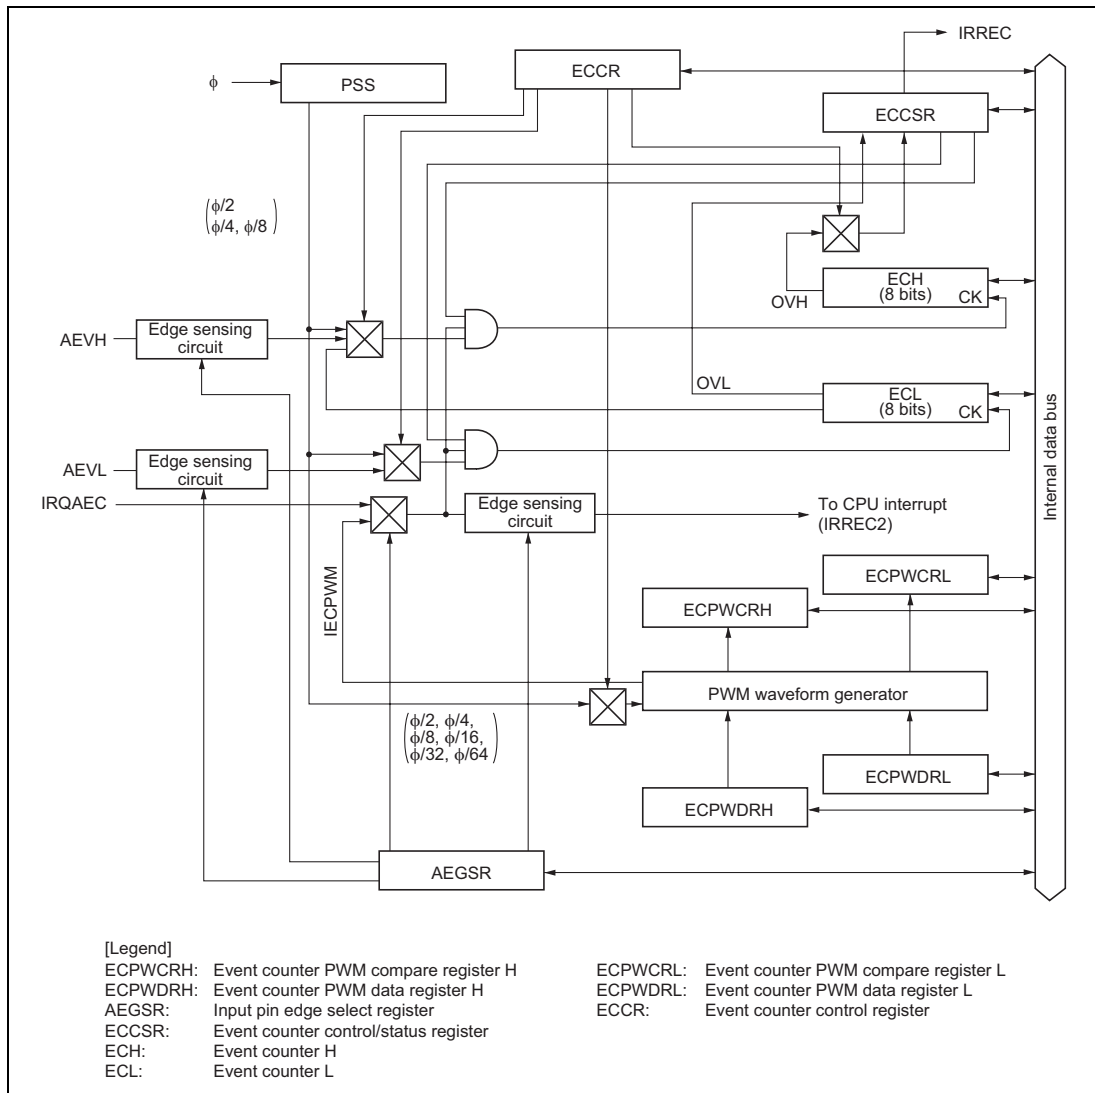 IRREC
ϕ
PSS
ECCR
ECCSR
(ϕ/2
ϕ/4, ϕ/8)
ECH
(8 bits)
CK
OVH
AEVH
Edge sensing
circuit
OVL
ECL
(8 bits)
CK
AEVL
Edge sensing
circuit
IRQAEC
Edge sensing
circuit
To CPU interrupt
(IRREC2)
Internal data bus
IECPWM
ECPWCRL
ECPWCRH
PWM waveform generator
(ϕ/2, ϕ/4,
ϕ/8, ϕ/16,
ϕ/32, ϕ/64)
ECPWDRL
ECPWDRH
AEGSR
[Legend]
ECPWCRH: Event counter PWM compare register H
ECPWDRH: Event counter PWM data register H
AEGSR: Input pin edge select register
ECCSR: Event counter control/status register
ECH: Event counter H
ECL: Event counter L
ECPWCRL: Event counter PWM compare register L
ECPWDRL: Event counter PWM data register L
ECCR: Event counter control register